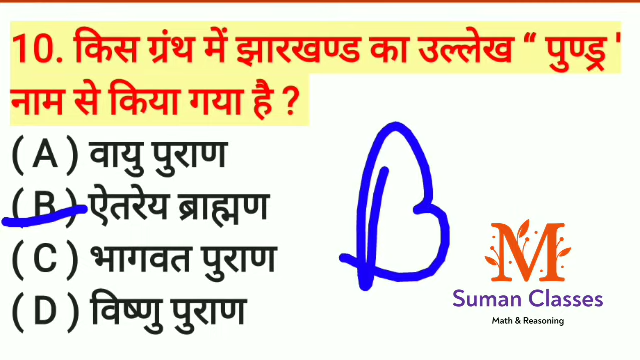 10. किस ग्रंथ में झारखण्ड का उल्लेख “ पुण्ड्र '
नाम से किया गया है ?
( A ) वायु पुराण
( B ) ऐतरेय ब्राह्मण
( C ) भागवत पुराण
( D ) विष्णु पुराण
B
M
Suman Classes
Math & Reasoning